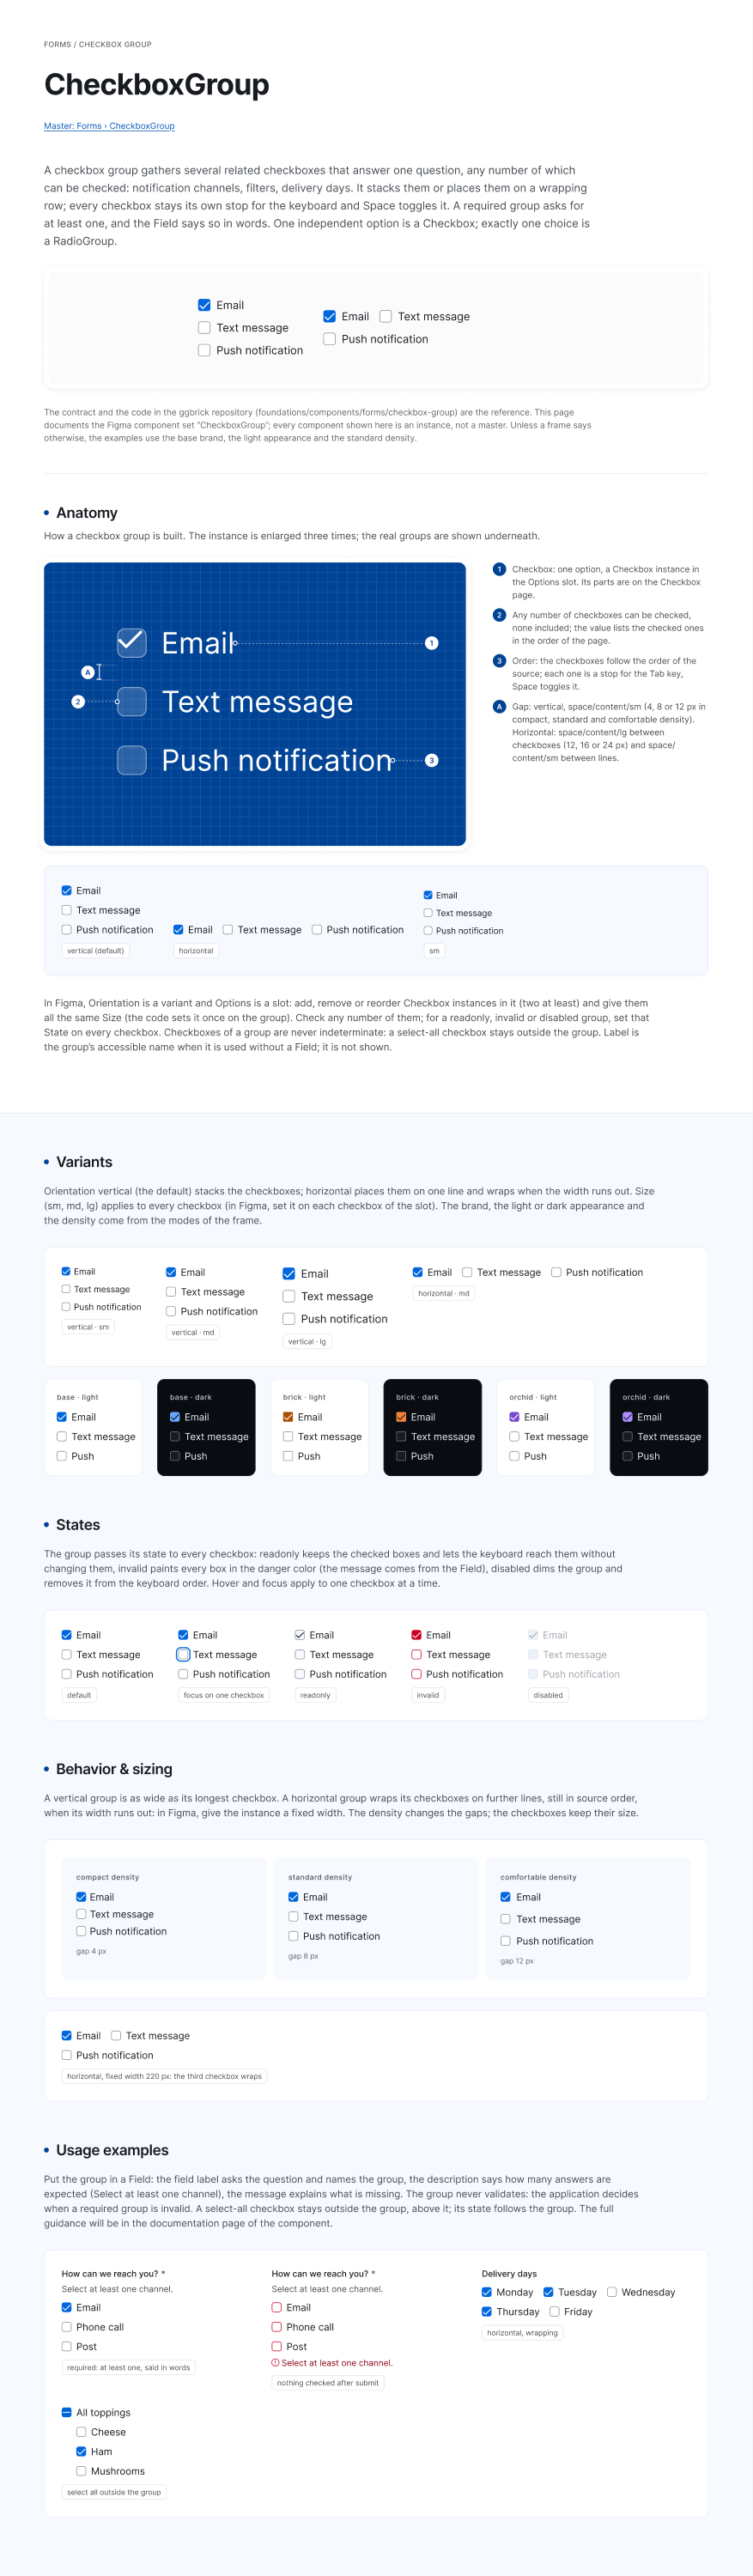 FORMS / CHECKBOX GROUP
CheckboxGroup
Master: Forms › CheckboxGroup
A checkbox group gathers several related checkboxes that answer one question, any number of which
can be checked: notification channels, filters, delivery days. It stacks them or places them on a wrapping
row; every checkbox stays its own stop for the keyboard and Space toggles it. A required group asks for
at least one, and the Field says so in words. One independent option is a Checkbox; exactly one choice is
a RadioGroup.
Email
Text message
Push notification
Email Text message
Push notification
The contract and the code in the ggbrick repository (foundations/components/forms/checkbox-group) are the reference. This page
documents the Figma component set "CheckboxGroup"; every component shown here is an instance, not a master. Unless a frame says
otherwise, the examples use the base brand, the light appearance and the standard density.
Anatomy
How a checkbox group is built. The instance is enlarged three times; the real groups are shown underneath.
Email
1
A
2
Text message
Push notification
3
1 Checkbox: one option, a Checkbox instance in
the Options slot. Its parts are on the Checkbox
page.
2 Any number of checkboxes can be checked,
none included; the value lists the checked ones
in the order of the page.
3 Order: the checkboxes follow the order of the
source; each one is a stop for the Tab key,
Space toggles it.
A Gap: vertical, space/content/sm (4, 8 or 12 px in
compact, standard and comfortable density).
Horizontal: space/content/lg between
checkboxes (12, 16 or 24 px) and space/
content/sm between lines.
Email
Text message
Push notification
vertical (default)
Email Text message Push notification
horizontal
Email
Text message
Push notification
sm
In Figma, Orientation is a variant and Options is a slot: add, remove or reorder Checkbox instances in it (two at least) and give them
all the same Size (the code sets it once on the group). Check any number of them; for a readonly, invalid or disabled group, set that
State on every checkbox. Checkboxes of a group are never indeterminate: a select-all checkbox stays outside the group. Label is
the group's accessible name when it is used without a Field; it is not shown.
Variants
Orientation vertical (the default) stacks the checkboxes; horizontal places them on one line and wraps when the width runs out. Size
(sm, md, lg) applies to every checkbox (in Figma, set it on each checkbox of the slot). The brand, the light or dark appearance and
the density come from the modes of the frame.
Email
Text message
Push notification
vertical · sm
Email
Text message
Push notification
vertical · md
Email
Text message
Push notification
vertical · lg
Email Text message Push notification
horizontal · md
base · light
Email
Text message
Push
base · dark
Email
Text message
Push
brick · light
Email
Text message
Push
brick · dark
Email
Text message
Push
orchid · light
Email
Text message
Push
orchid · dark
Email
Text message
Push
States
The group passes its state to every checkbox: readonly keeps the checked boxes and lets the keyboard reach them without
changing them, invalid paints every box in the danger color (the message comes from the Field), disabled dims the group and
removes it from the keyboard order. Hover and focus apply to one checkbox at a time.
Email
Text message
Push notification
default
Email
Text message
Push notification
focus on one checkbox
Email
Text message
Push notification
readonly
Email
Text message
Push notification
invalid
Email
Text message
Push notification
disabled
Behavior & sizing
A vertical group is as wide as its longest checkbox. A horizontal group wraps its checkboxes on further lines, still in source order,
when its width runs out: in Figma, give the instance a fixed width. The density changes the gaps; the checkboxes keep their size.
compact density
Email
Text message
Push notification
gap 4 px
standard density
Email
Text message
Push notification
gap 8 px
comfortable density
Email
Text message
Push notification
gap 12 px
Email Text message
Push notification
horizontal, fixed width 220 px: the third checkbox wraps
Usage examples
Put the group in a Field: the field label asks the question and names the group, the description says how many answers are
expected (Select at least one channel), the message explains what is missing. The group never validates: the application decides
when a required group is invalid. A select-all checkbox stays outside the group, above it; its state follows the group. The full
guidance will be in the documentation page of the component.
How can we reach you? *
Select at least one channel.
Email
Phone call
Post
required: at least one, said in words
How can we reach you? *
Select at least one channel.
Email
Phone call
Post
Select at least one channel.
nothing checked after submit
Delivery days
Monday Tuesday Wednesday
Thursday Friday
horizontal, wrapping
All toppings
Cheese
Ham
Mushrooms
select all outside the group